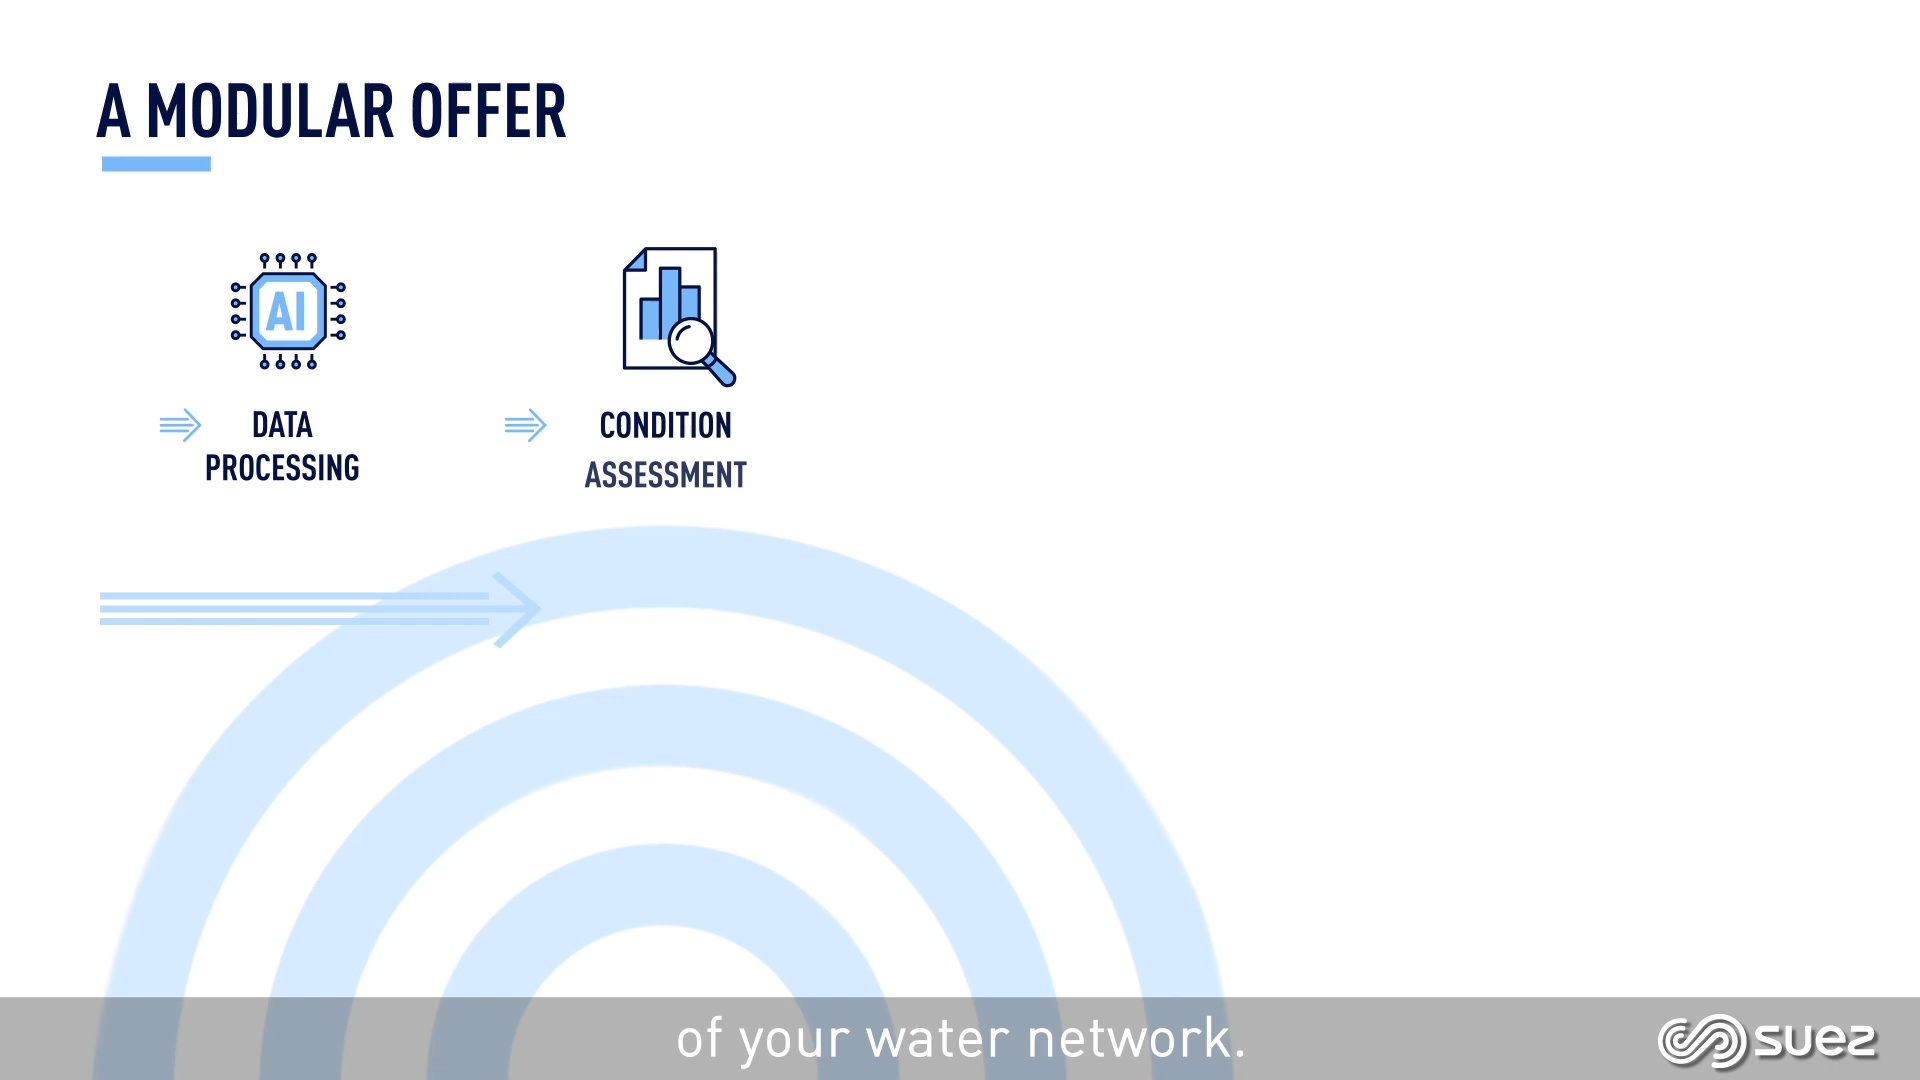 A MODULAR OFFER
AI
DATA
PROCESSING
CONDITION
ASSESSMENT
of your water network.
suez